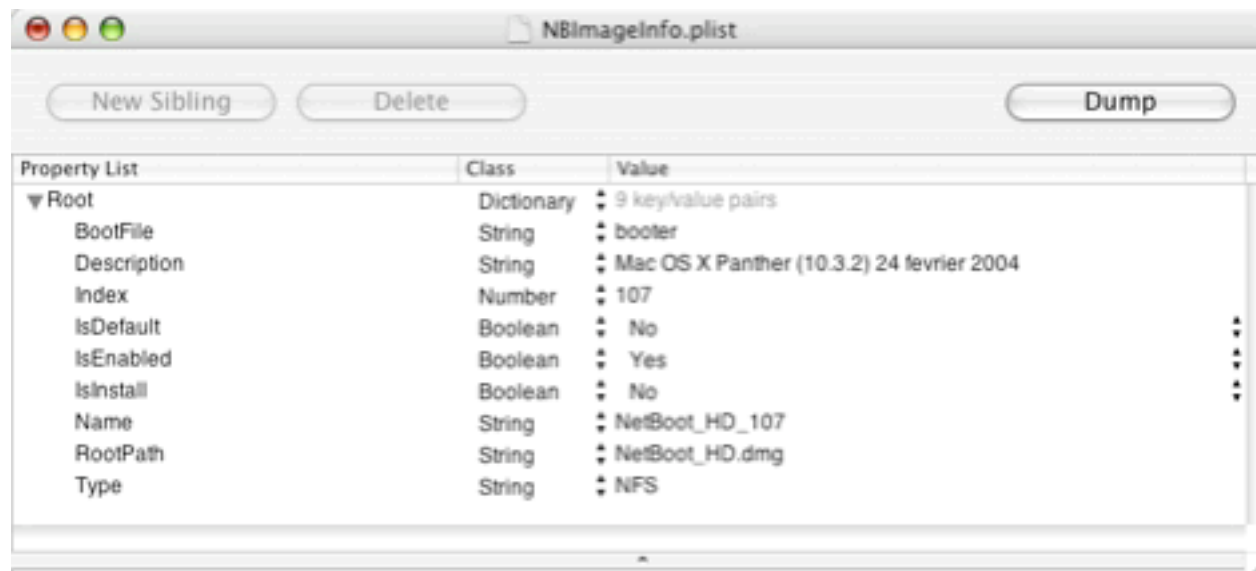 NBImageInfo.plist
New Sibling Delete Dump
Property List Class Value
Root Dictionary 9 key/value pairs
BootFile String booter
Description String Mac OS X Panther (10.3.2) 24 fevrier 2004
Index Number 107
IsDefault Boolean No
IsEnabled Boolean Yes
IsInstall Boolean No
Name String NetBoot_HD_107
RootPath String NetBoot_HD.dmg
Type String NFS